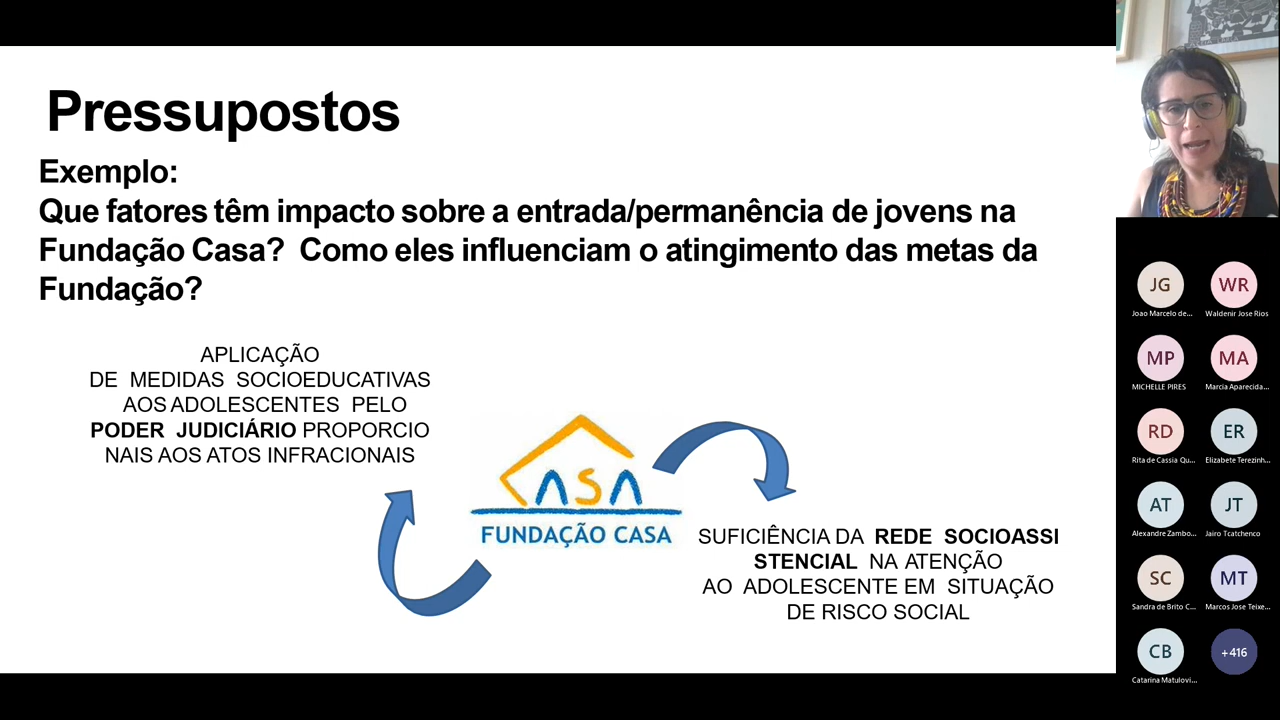 Pressupostos
Exemplo:
Que fatores têm impacto sobre a entrada/permanência de jovens na
Fundação Casa? Como eles influenciam o atingimento das metas da
Fundação?
APLICAÇÃO
DE MEDIDAS SOCIOEDUCATIVAS
AOS ADOLESCENTES PELO
PODER JUDICIÁRIO PROPORCIO
NAIS AOS ATOS INFRACIONAIS
CASA
FUNDAÇÃO CASA
SUFICIÊNCIA DA REDE SOCIOASSI
STENCIAL NA ATENÇÃO
AO ADOLESCENTE EM SITUAÇÃO
DE RISCO SOCIAL
JG
WR
Joao Marcelo de...
Waldenir Jose Rios
MP
MA
MICHELLE PIRES
Marcia Aparecida...
RD
ER
Rita de Cassia Qu...
Elizabete Terezinh...
AT
JT
Alexandre Zambo...
Jairo Tcatchenco
SC
MT
Sandra de Brito C...
Marcos Jose Teixe...
CB
+416
Catarina Matulovi...